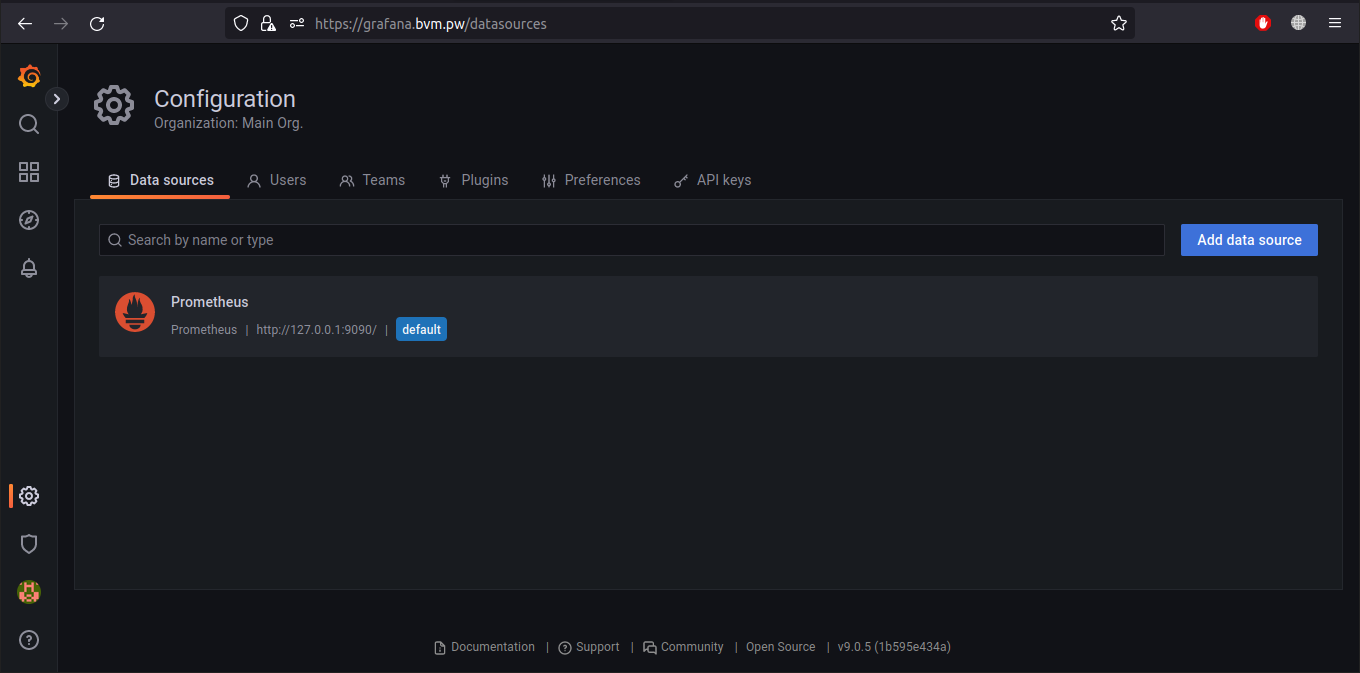 https://grafana.bvm.pw/datasources
Configuration
Organization: Main Org.
Data sources Users Teams Plugins Preferences API keys
Search by name or type Add data source
Prometheus
Prometheus | http://127.0.0.1:9090/ | default
Documentation | Support | Community | Open Source | v9.0.5 (1b595e434a)